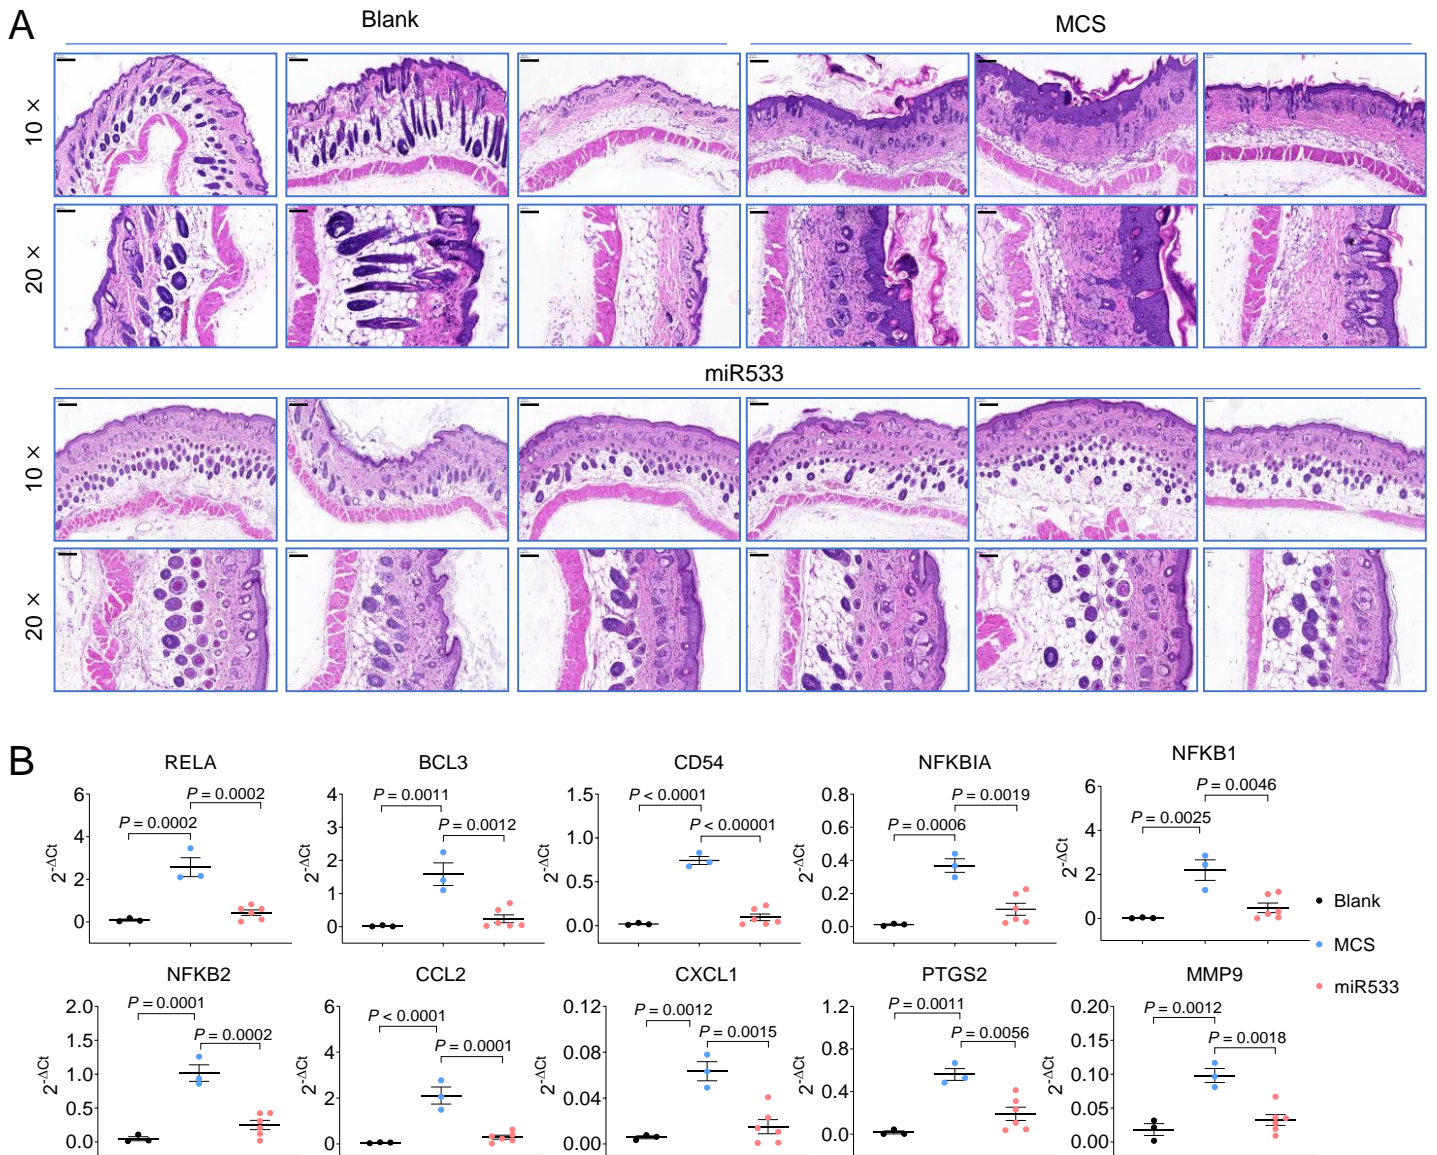 A
Blank
MCS
10 ×
20 ×
miR533
10 ×
20 ×
B
RELA
2-ΔCt
6
4
2
0
P = 0.0002
P = 0.0002
BCL3
2-ΔCt
4
3
2
1
0
P = 0.0011
P = 0.0012
CD54
2-ΔCt
1.5
1.0
0.5
0.0
P < 0.0001
P < 0.00001
NFKBIA
2-ΔCt
0.8
0.6
0.4
0.2
0.0
P = 0.0006
P = 0.0019
NFKB1
2-ΔCt
6
4
2
0
P = 0.0025
P = 0.0046
Blank
MCS
miR533
NFKB2
2-ΔCt
2.0
1.5
1.0
0.5
0.0
P = 0.0001
P = 0.0002
CCL2
2-ΔCt
6
4
2
0
P < 0.0001
P = 0.0001
CXCL1
2-ΔCt
0.12
0.08
0.04
0.00
P = 0.0012
P = 0.0015
PTGS2
2-ΔCt
1.2
0.8
0.4
0.0
P = 0.0011
P = 0.0056
MMP9
2-ΔCt
0.20
0.15
0.10
0.05
0.00
P = 0.0012
P = 0.0018